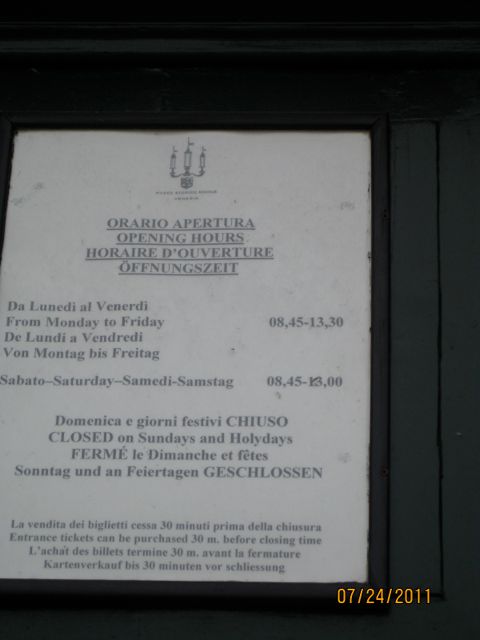 MUSEO STORICO NAVALE
VENEZIA
ORARIO APERTURA
OPENING HOURS
HORAIRE D'OUVERTURE
ÖFFNUNGSZEIT
Da Lunedì al Venerdì
From Monday to Friday 08,45-13,30
De Lundi a Vendredi
Von Montag bis Freitag
Sabato–Saturday–Samedi-Samstag 08,45-13,00
Domenica e giorni festivi CHIUSO
CLOSED on Sundays and Holydays
FERMÉ le Dimanche et fêtes
Sonntag und an Feiertagen GESCHLOSSEN
La vendita dei biglietti cessa 30 minuti prima della chiusura
Entrance tickets can be purchased 30 m. before closing time
L'achat des billets termine 30 m. avant la fermature
Kartenverkauf bis 30 minuten vor schliessung
07/24/2011